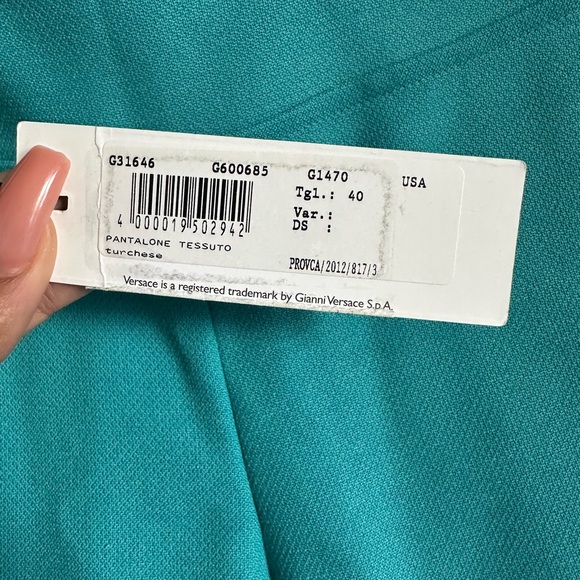 G31646 G600685 G1470 USA
Tgl.: 40
Var.:
DS :
4 000019 502942
PANTALONE TESSUTO
turchese
PROVCA/2012/817/3
Versace is a registered trademark by Gianni Versace S.p.A.